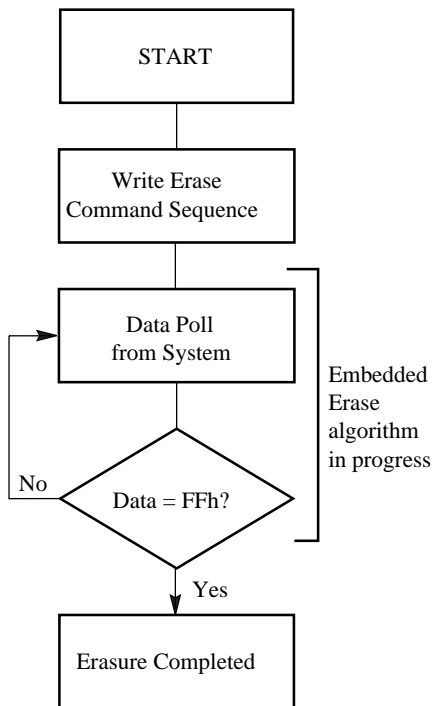 START
Write Erase
Command Sequence
Data Poll
from System
Embedded
Erase
algorithm
in progress
No
Data = FFh?
Yes
Erasure Completed